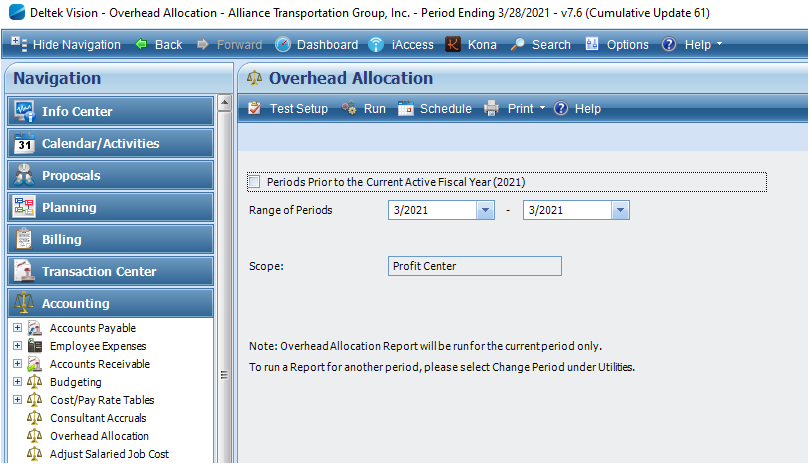 Deltek Vision - Overhead Allocation - Alliance Transportation Group, Inc. - Period Ending 3/28/2021 - v7.6 (Cumulative Update 61)
Hide Navigation Back Forward Dashboard iAccess Kona Search Options Help
Navigation
Overhead Allocation
Info Center
Test Setup Run Schedule Print Help
31 Calendar/Activities
Proposals
Periods Prior to the Current Active Fiscal Year (2021)
Planning
Range of Periods 3/2021 - 3/2021
Billing
Transaction Center
Scope: Profit Center
Accounting
Accounts Payable
Employee Expenses
Note: Overhead Allocation Report will be run for the current period only.
Accounts Receivable
To run a Report for another period, please select Change Period under Utilities.
Budgeting
Cost/Pay Rate Tables
Consultant Accruals
Overhead Allocation
Adjust Salaried Job Cost